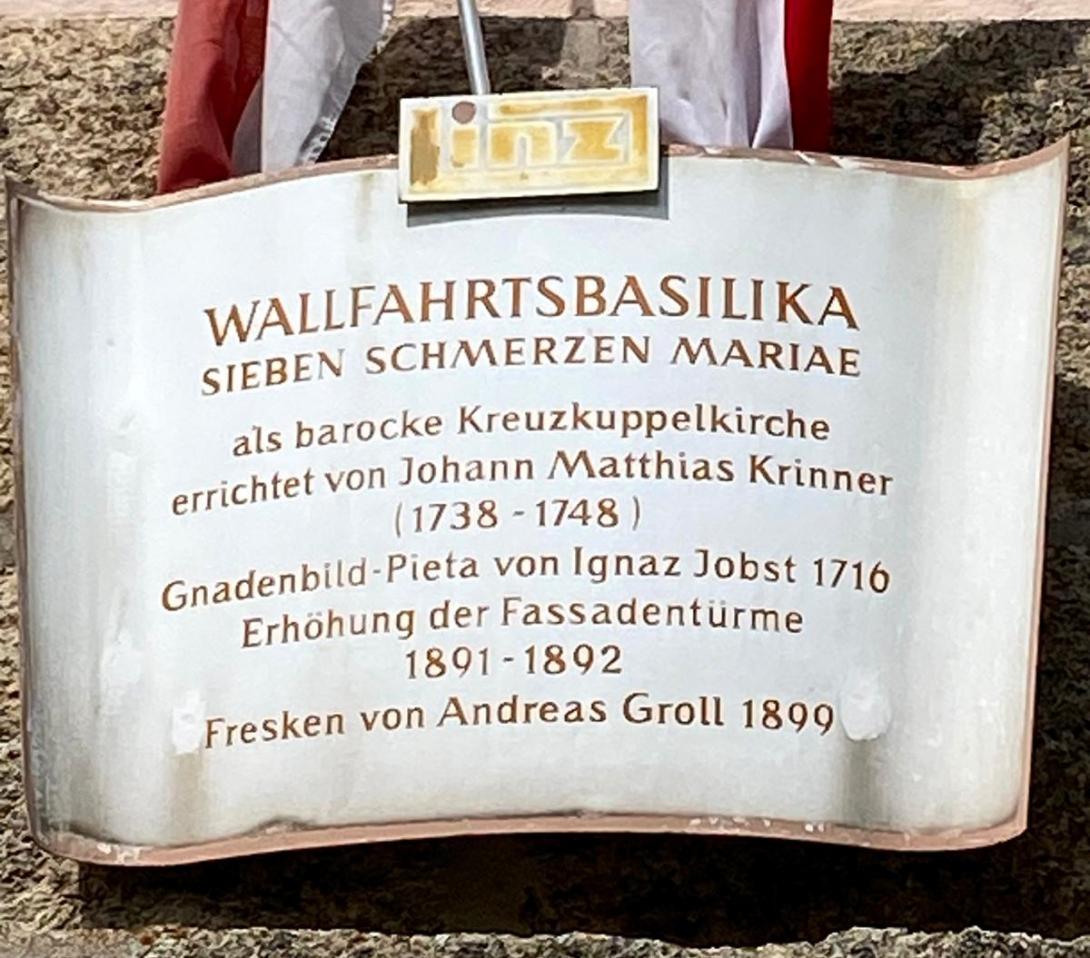 linz
WALLFAHRTSBASILIKA
SIEBEN SCHMERZEN MARIAE
als barocke Kreuzkuppelkirche
errichtet von Johann Matthias Krinner
(1738 - 1748)
Gnadenbild-Pieta von Ignaz Jobst 1716
Erhöhung der Fassadentürme
1891 - 1892
Fresken von Andreas Groll 1899